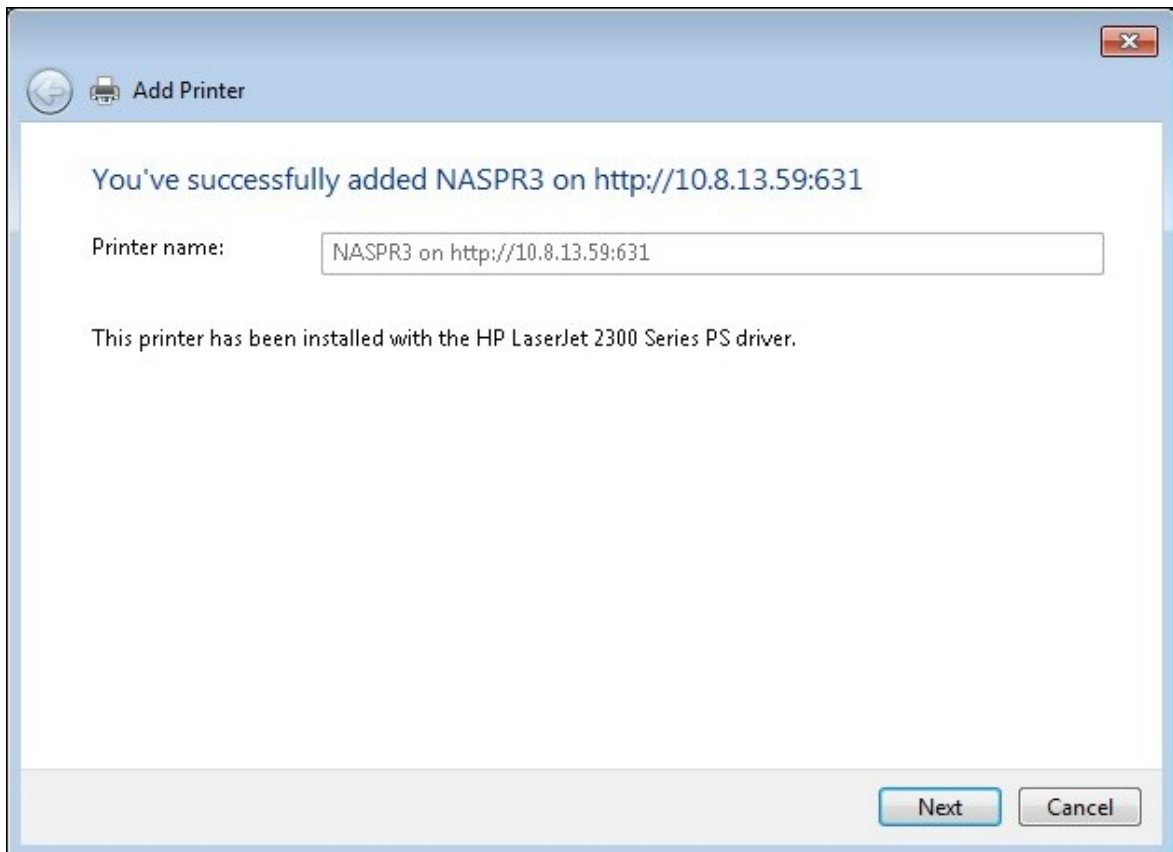 Add Printer
You've successfully added NASPR3 on http://10.8.13.59:631
Printer name:
NASPR3 on http://10.8.13.59:631
This printer has been installed with the HP LaserJet 2300 Series PS driver.
Next
Cancel